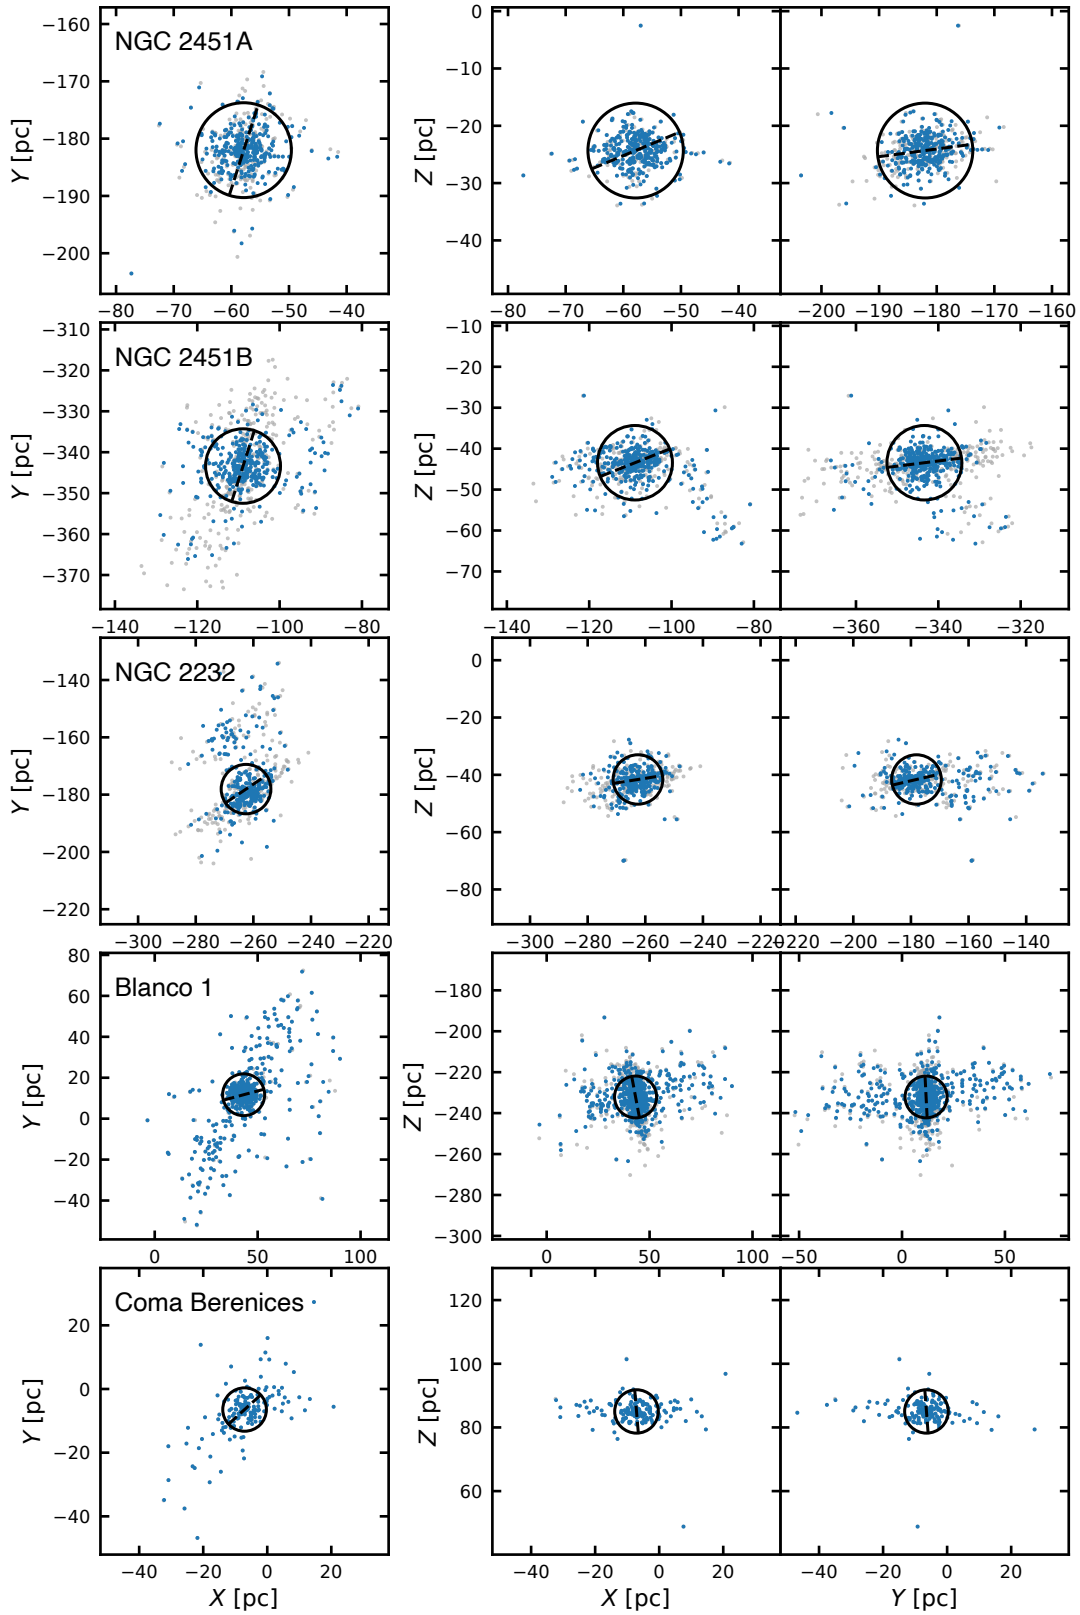 NGC 2451A
Y [pc]
−160
−170
−180
−190
−200
−80 −70 −60 −50 −40
Z [pc]
0
−10
−20
−30
−40
−80 −70 −60 −50 −40
−200 −190 −180 −170 −160
NGC 2451B
Y [pc]
−310
−320
−330
−340
−350
−360
−370
−140 −120 −100 −80
Z [pc]
−10
−20
−30
−40
−50
−60
−70
−140 −120 −100 −80
−360 −340 −320
NGC 2232
Y [pc]
−140
−160
−180
−200
−220
−300 −280 −260 −240 −220
Z [pc]
0
−20
−40
−60
−80
−300 −280 −260 −240 −220
−220 −200 −180 −160 −140
Blanco 1
Y [pc]
80
60
40
20
0
−20
−40
0 50 100
Z [pc]
−180
−200
−220
−240
−260
−280
−300
0 50 100
−50 0 50
Coma Berenices
Y [pc]
20
0
−20
−40
−40 −20 0 20
X [pc]
Z [pc]
120
100
80
60
−40 −20 0 20
X [pc]
−40 −20 0 20
Y [pc]